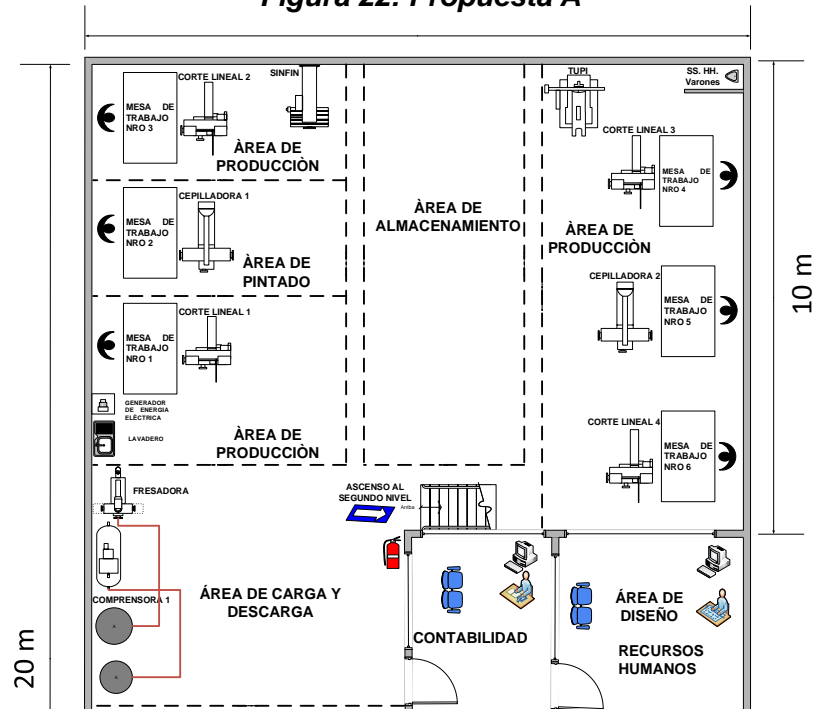 Figura 22. Propuesta A
CORTE LINEAL 2
SINFIN
TUPI
SS. HH.
Varones
MESA DE
TRABAJO
NRO 3
ÀREA DE
PRODUCCIÒN
CORTE LINEAL 3
MESA DE
TRABAJO
NRO 4
CEPILLADORA 1
MESA DE
TRABAJO
NRO 2
ÀREA DE
PINTADO
ÀREA DE
ALMACENAMIENTO
ÀREA DE
PRODUCCIÒN
10 m
CEPILLADORA 2
MESA DE
TRABAJO
NRO 5
CORTE LINEAL 1
MESA DE
TRABAJO
NRO 1
GENERADOR
DE ENERGIA
ELÈCTRICA
LAVADERO
ÀREA DE
PRODUCCIÒN
CORTE LINEAL 4
MESA DE
TRABAJO
NRO 6
FRESADORA
ASCENSO AL
SEGUNDO NIVEL
Arriba
COMPRENSORA 1
ÁREA DE CARGA Y
DESCARGA
A
A
CONTABILIDAD
ÁREA DE
DISEÑO
RECURSOS
HUMANOS
20 m